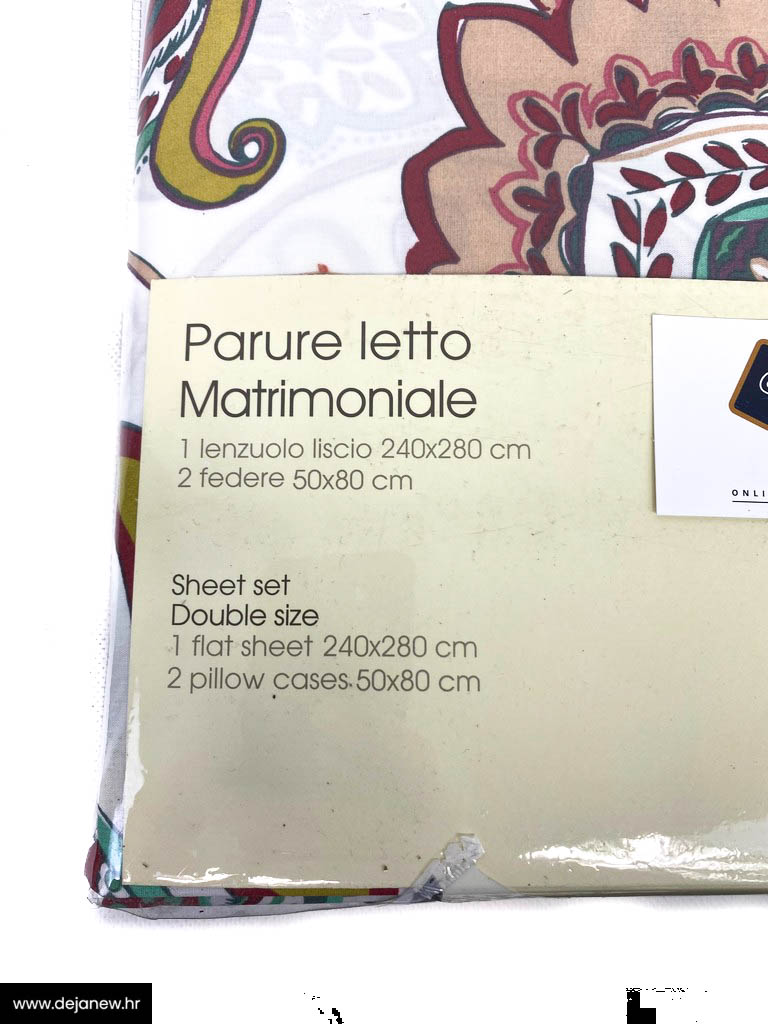 Parure letto
Matrimoniale
1 lenzuolo liscio 240x280 cm
2 federe 50x80 cm
Sheet set
Double size
1 flat sheet 240x280 cm
2 pillow cases 50x80 cm
www.dejanew.hr